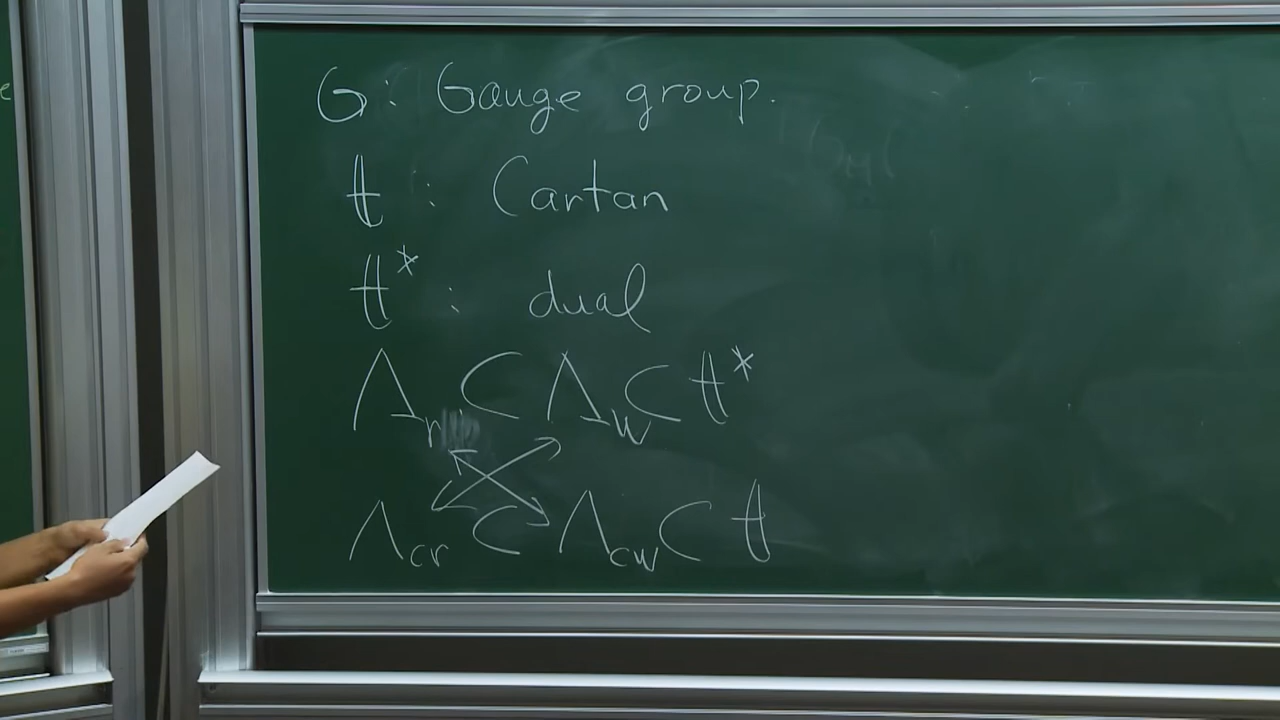 G: Gauge group.
𝔱 : Cartan
𝔱* : dual
Λr ⊂ Λw ⊂ 𝔱*
Λcr ⊂ Λcw ⊂ 𝔱